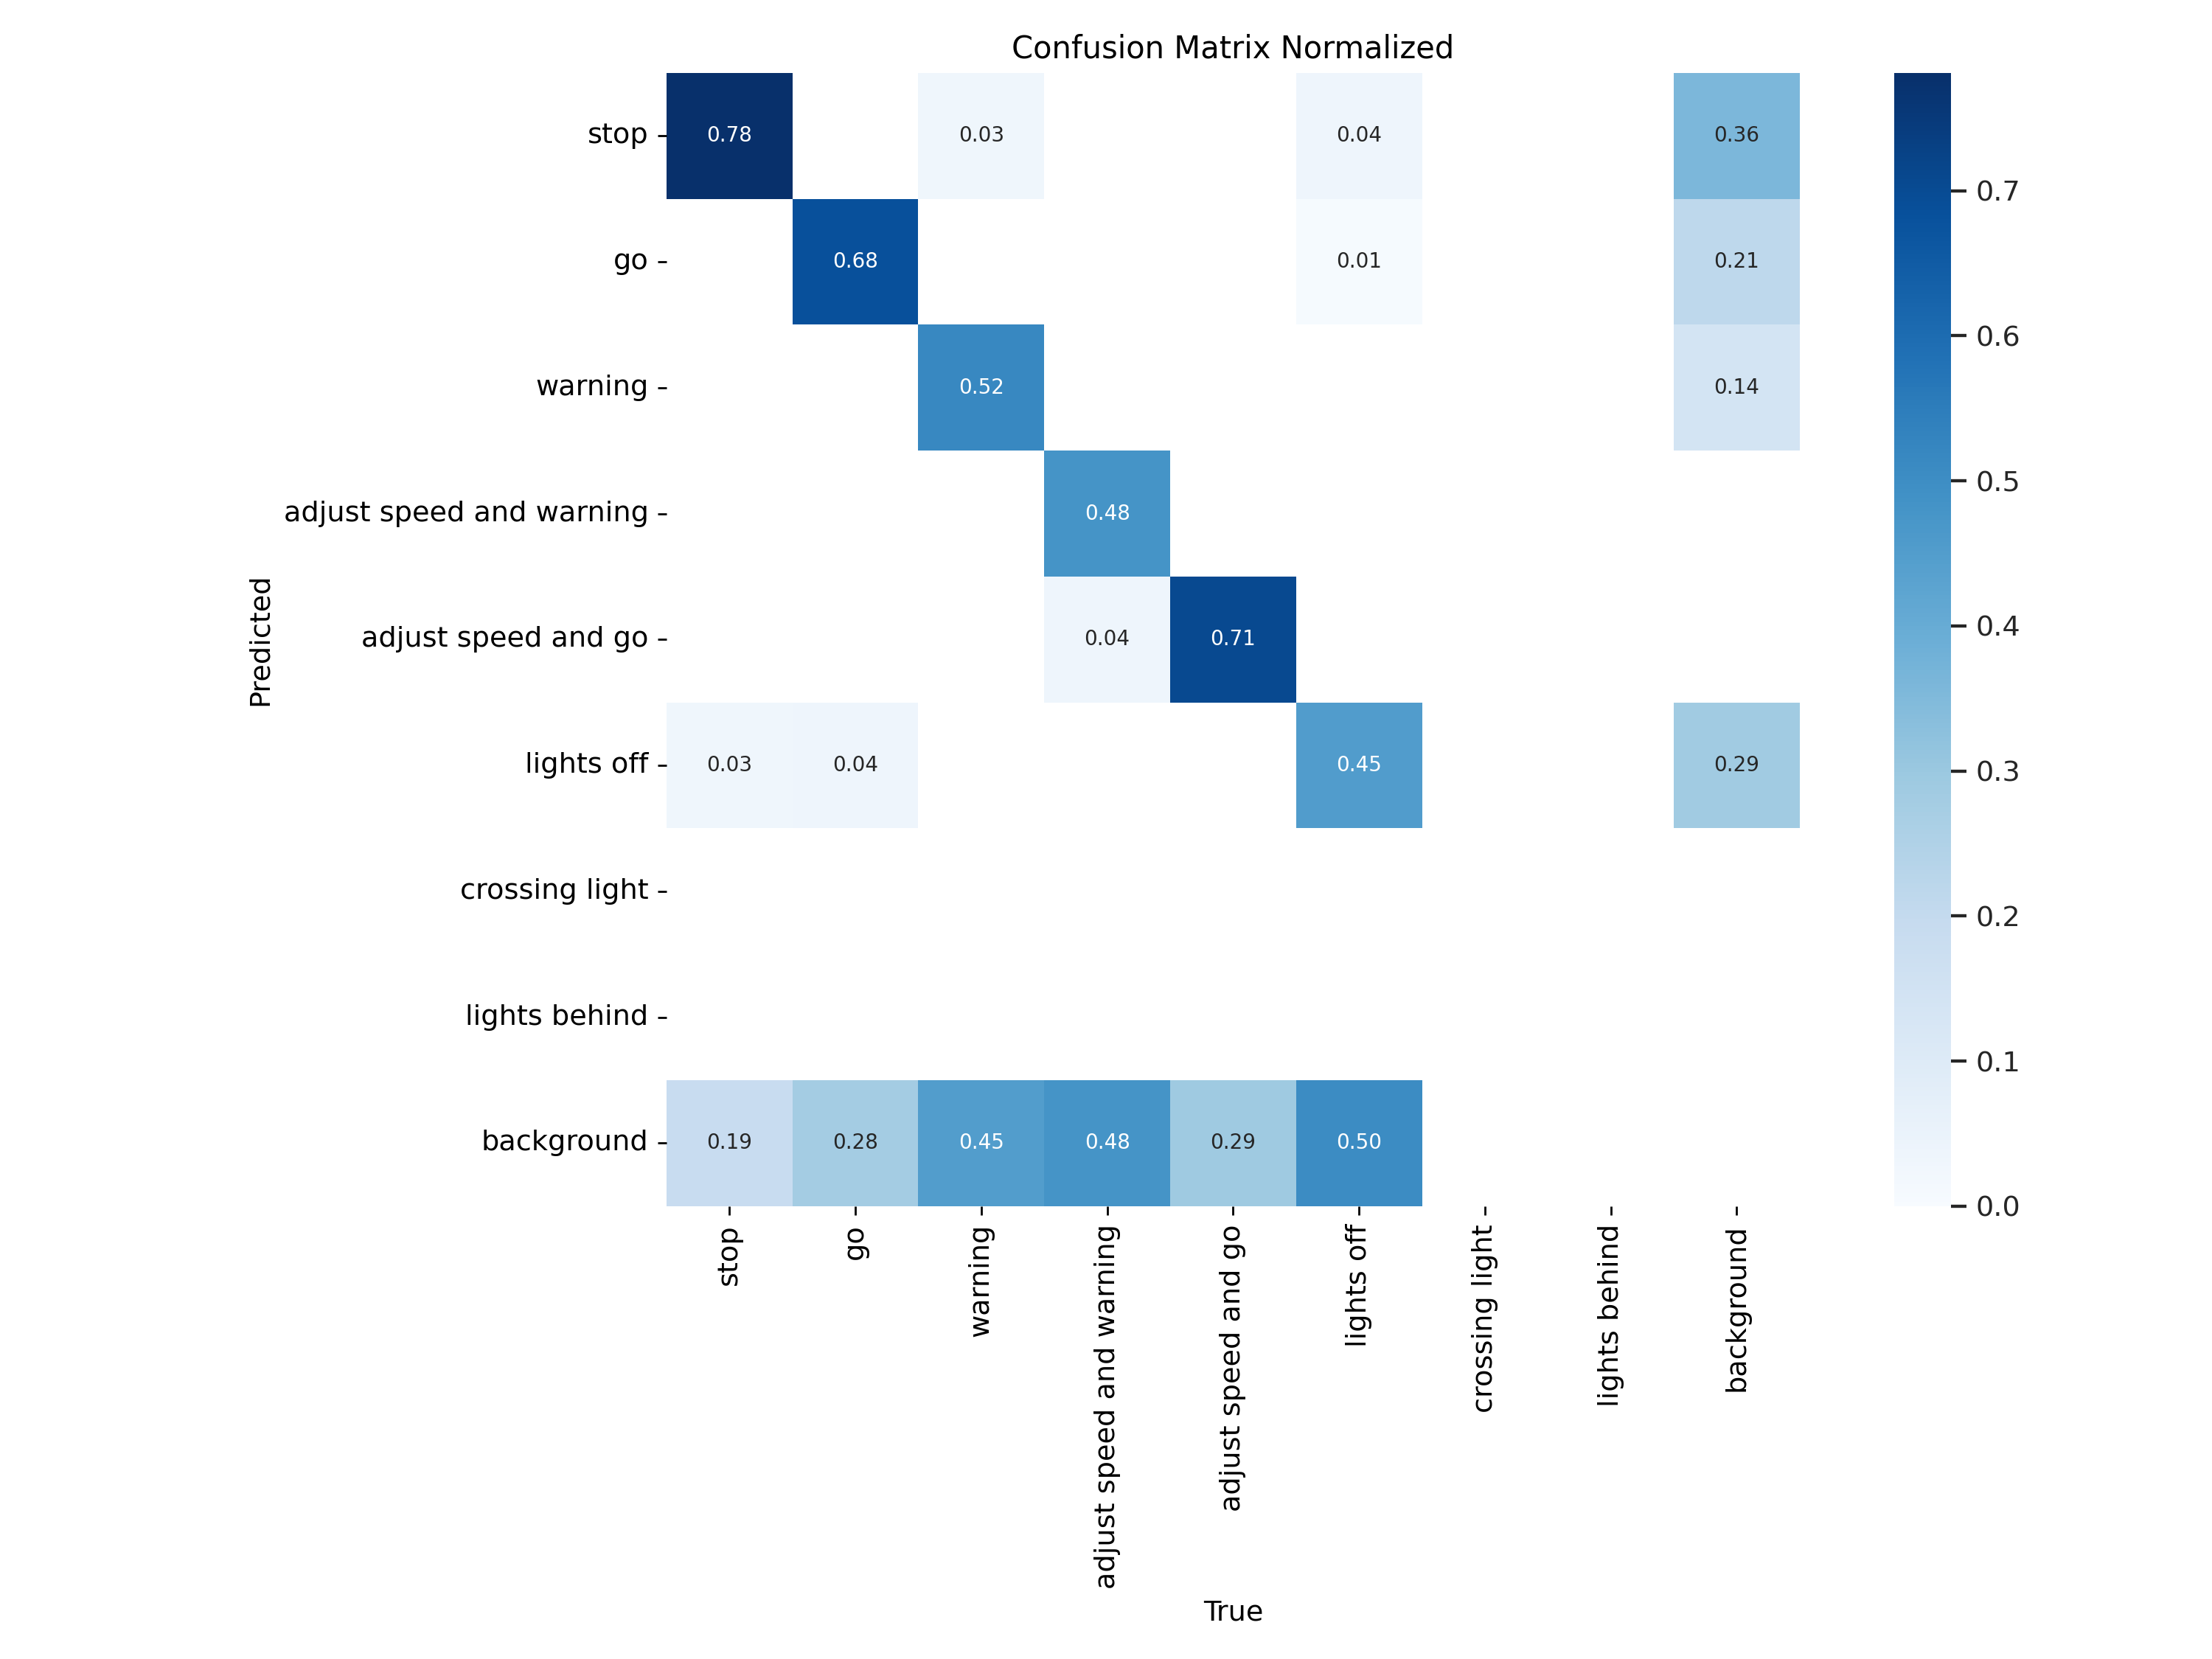 Confusion Matrix Normalized
stop 0.78 0.03 0.04 0.36
go 0.68 0.01 0.21
warning 0.52 0.14
adjust speed and warning 0.48
adjust speed and go 0.04 0.71
lights off 0.03 0.04 0.45 0.29
crossing light
lights behind
background 0.19 0.28 0.45 0.48 0.29 0.50
Predicted
stop
go
warning
adjust speed and warning
adjust speed and go
lights off
crossing light
lights behind
background
True
0.7
0.6
0.5
0.4
0.3
0.2
0.1
0.0